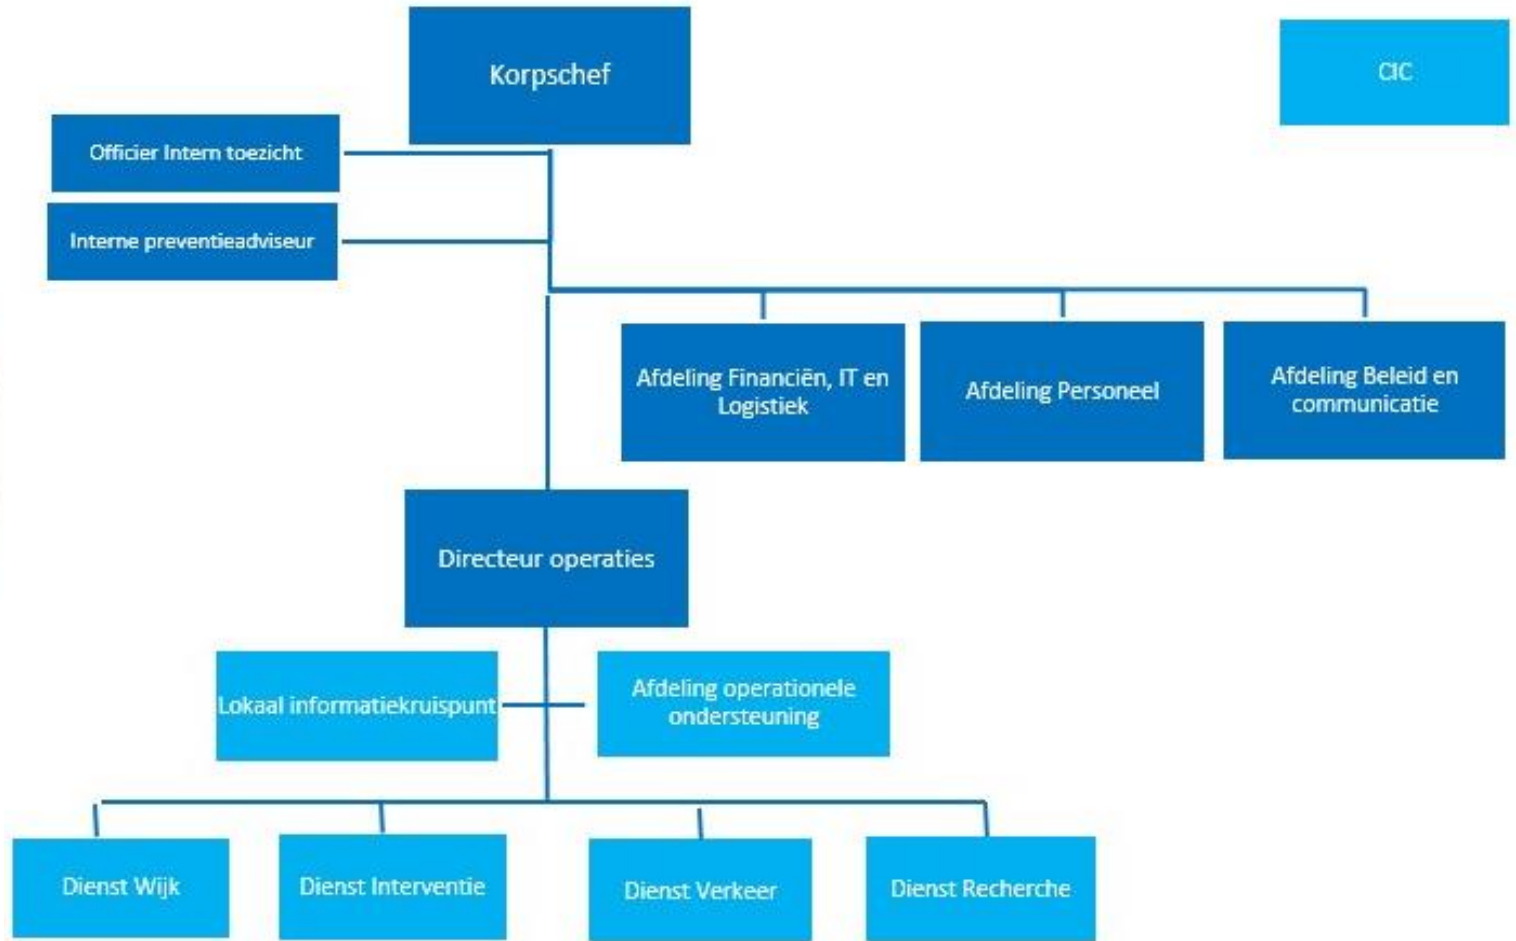 Korpschef
CIC
Officier Intern toezicht
Interne preventieadviseur
Afdeling Financiën, IT en
Logistiek
Afdeling Personeel
Afdeling Beleid en
communicatie
Directeur operaties
Lokaal informatiekruispunt
Afdeling operationele
ondersteuning
Dienst Wijk
Dienst Interventie
Dienst Verkeer
Dienst Recherche